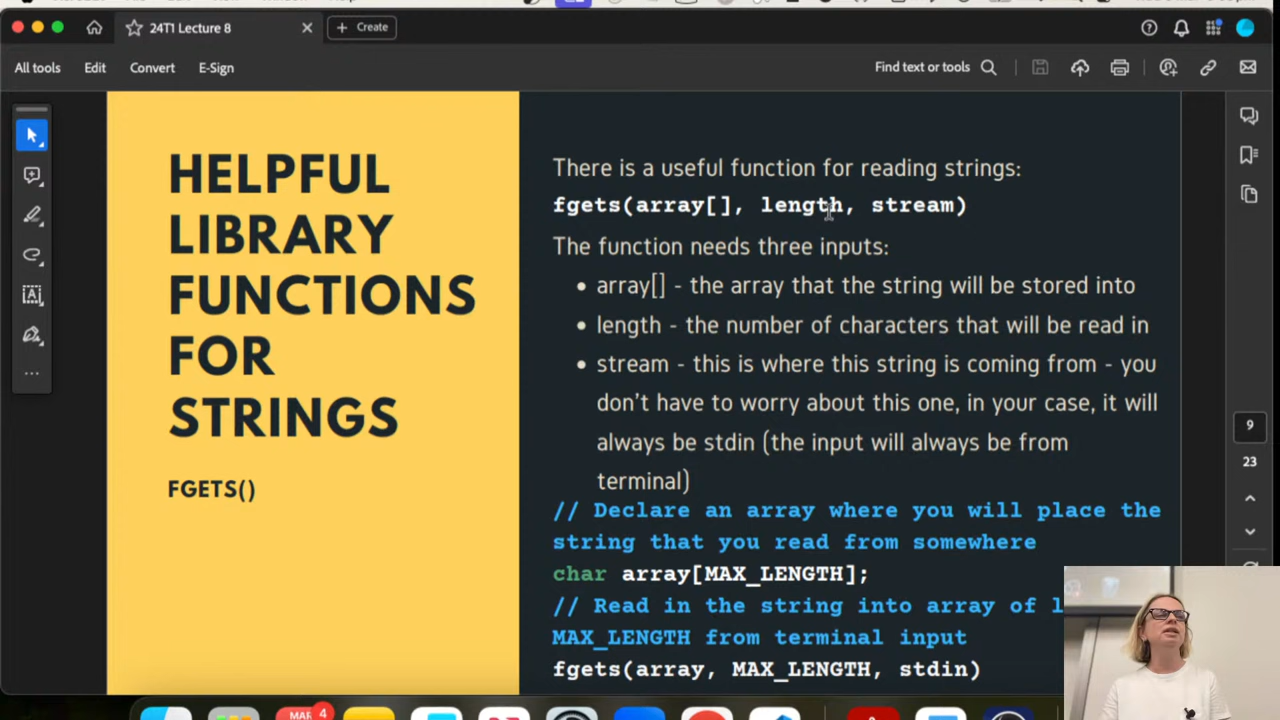 24T1 Lecture 8
Create
All tools
Edit
Convert
E-Sign
Find text or tools
HELPFUL
LIBRARY
FUNCTIONS
FOR
STRINGS
FGETS()
There is a useful function for reading strings:
fgets(array[], length, stream)
The function needs three inputs:
• array[] - the array that the string will be stored into
• length - the number of characters that will be read in
• stream - this is where this string is coming from - you
don't have to worry about this one, in your case, it will
always be stdin (the input will always be from
terminal)
// Declare an array where you will place the
string that you read from somewhere
char array[MAX_LENGTH];
// Read in the string into array of l
MAX_LENGTH from terminal input
fgets(array, MAX_LENGTH, stdin)
9
23
MAR
4